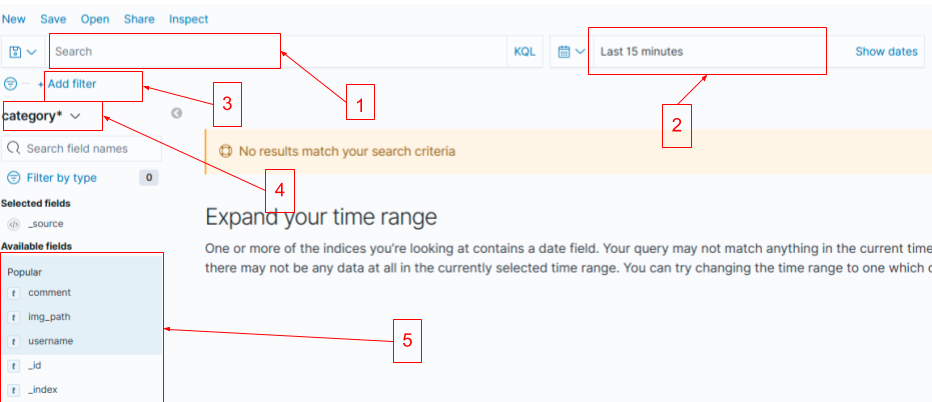 New Save Open Share Inspect
Search KQL Last 15 minutes Show dates
+ Add filter
3
1
2
category*
No results match your search criteria
Search field names
Filter by type 0
4
Selected fields
_source
Expand your time range
Available fields
One or more of the indices you're looking at contains a date field. Your query may not match anything in the current time
there may not be any data at all in the currently selected time range. You can try changing the time range to one which
Popular
t comment
t img_path
t username
5
t _id
t _index